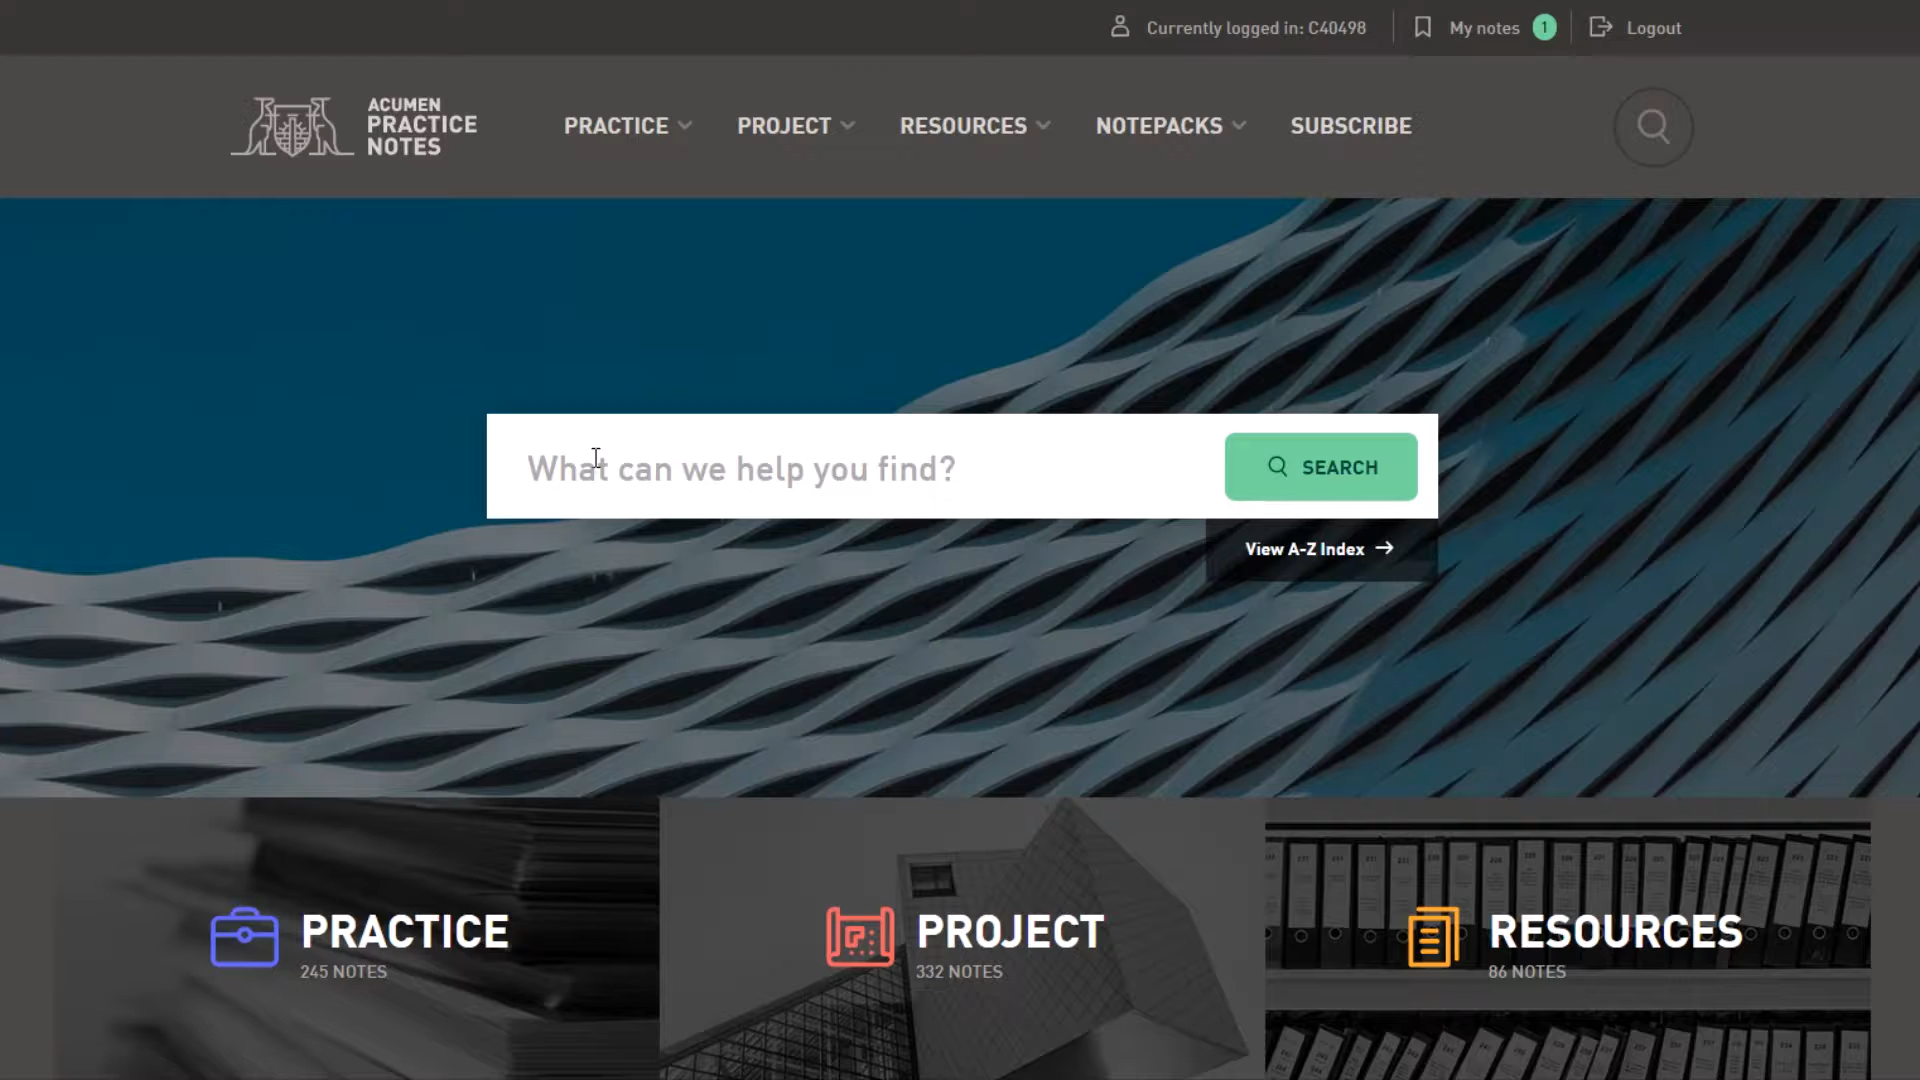 Currently logged in: C40498
My notes 1
Logout
ACUMEN
PRACTICE
NOTES
PRACTICE
PROJECT
RESOURCES
NOTEPACKS
SUBSCRIBE
What can we help you find?
SEARCH
View A-Z Index
PRACTICE
245 NOTES
PROJECT
332 NOTES
RESOURCES
86 NOTES